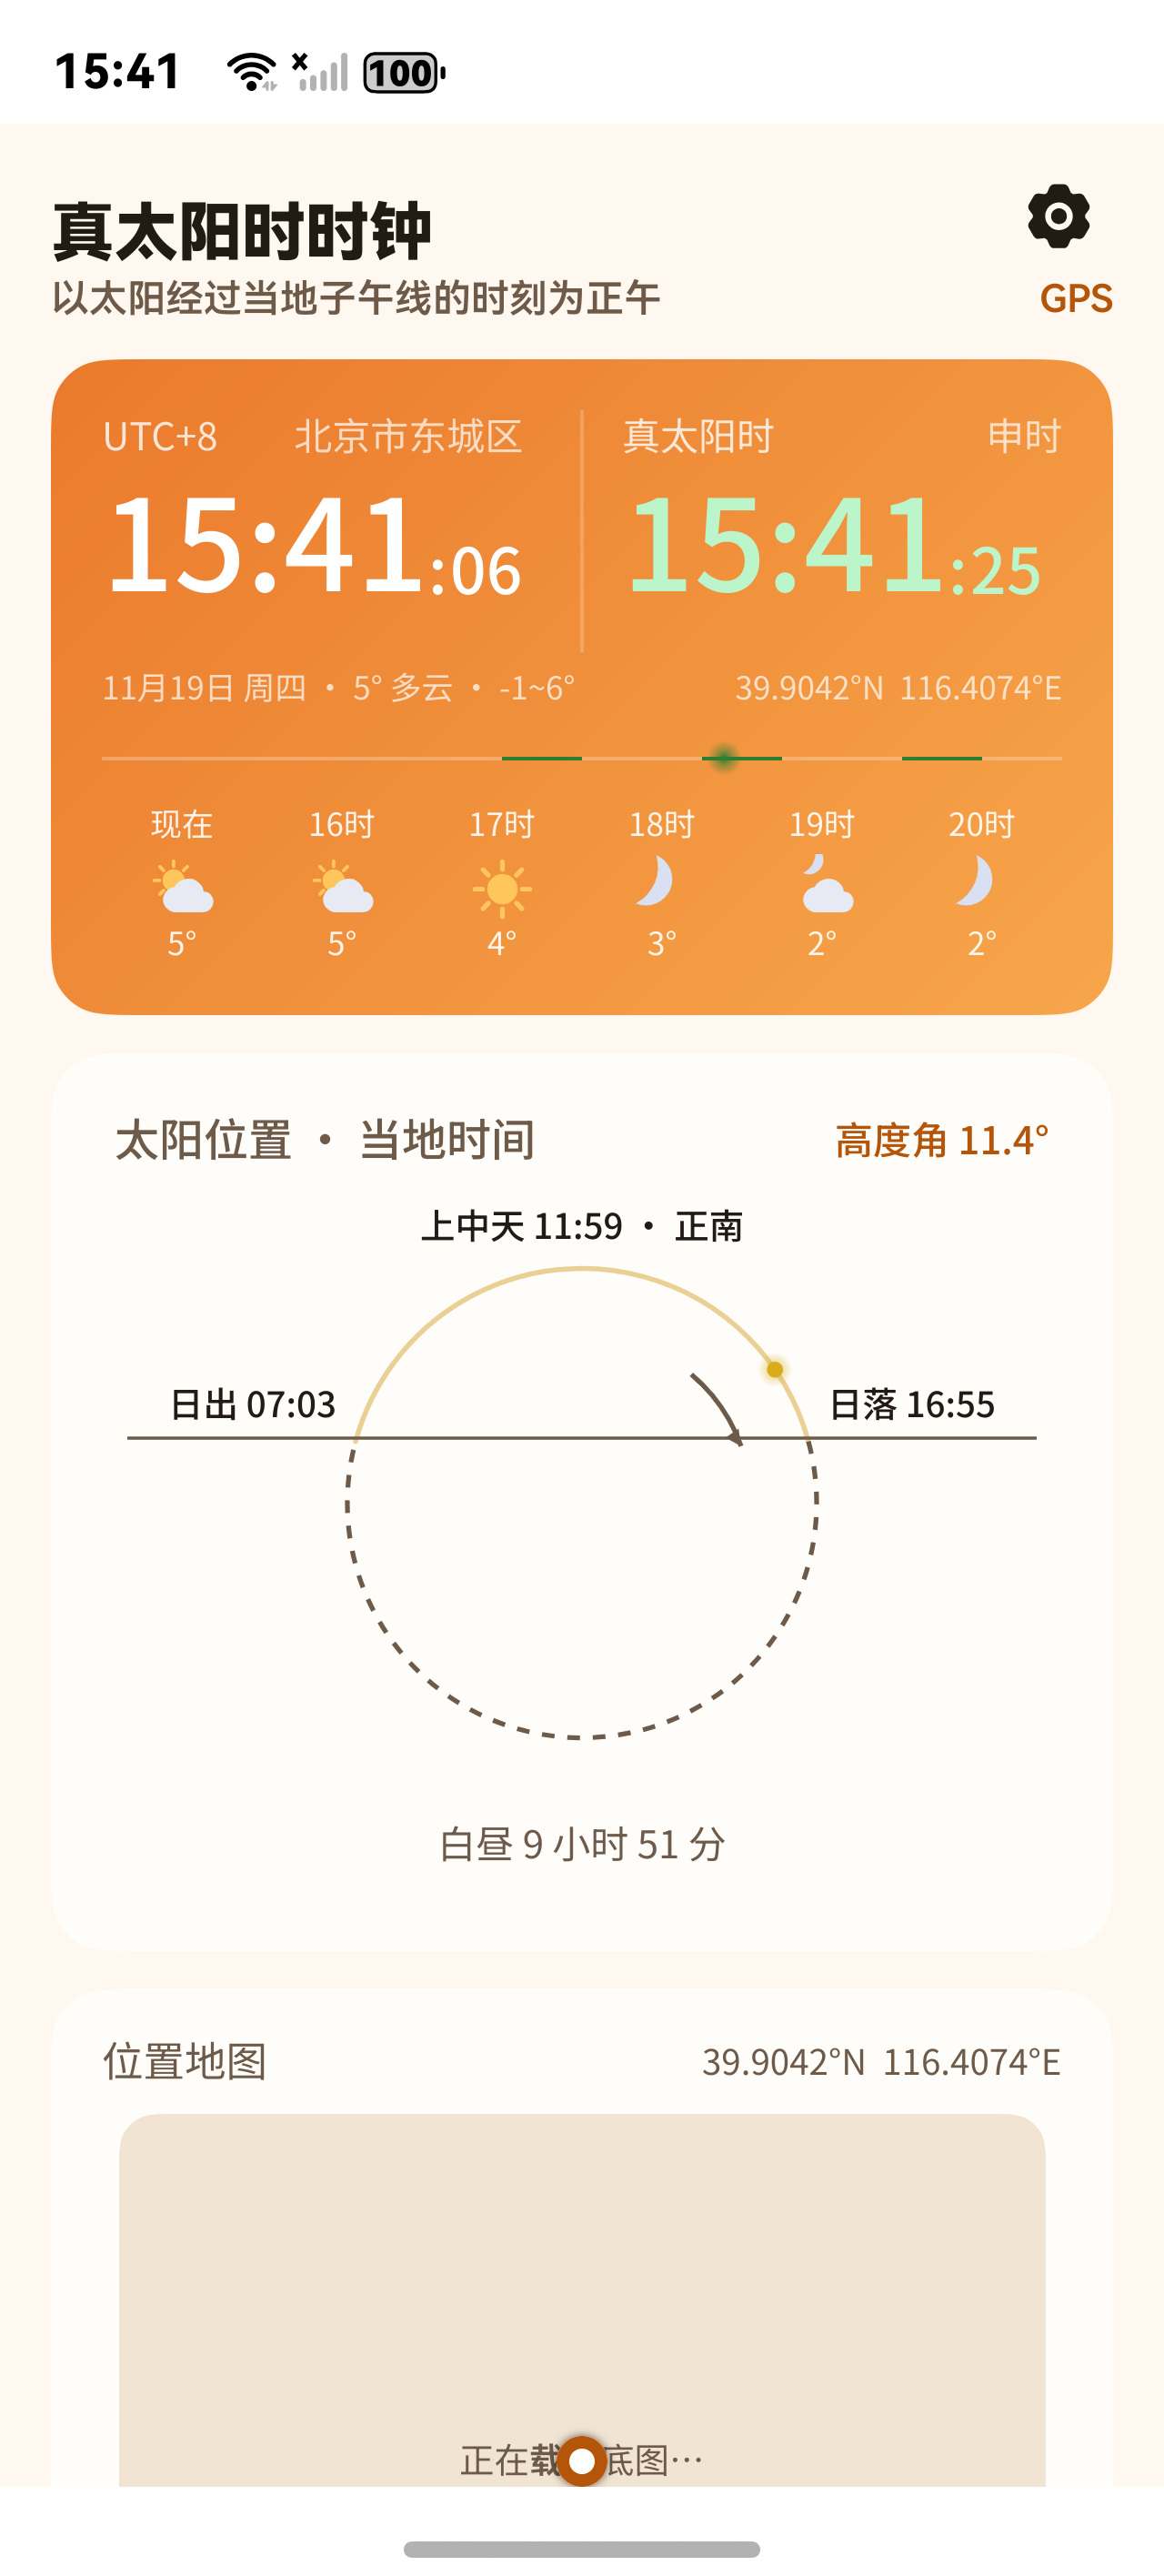 15:41 100
真太阳时时钟
以太阳经过当地子午线的时刻为正午 GPS
UTC+8 北京市东城区 真太阳时 申时
15:41:06 15:41:25
11月19日 周四 · 5° 多云 · -1~6° 39.9042°N 116.4074°E
现在 16时 17时 18时 19时 20时
5° 5° 4° 3° 2° 2°
太阳位置 · 当地时间 高度角 11.4°
上中天 11:59 · 正南
日出 07:03 日落 16:55
白昼 9 小时 51 分
位置地图 39.9042°N 116.4074°E
正在载底图…